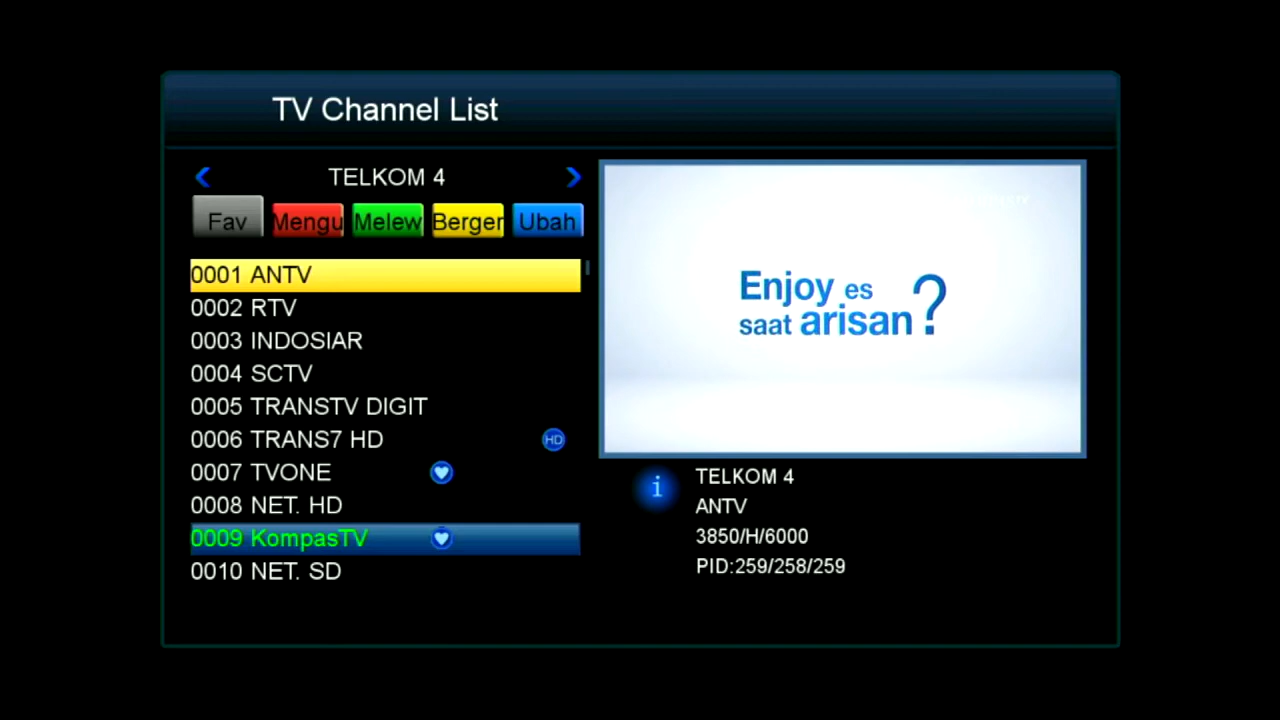 TV Channel List
TELKOM 4
Fav Mengu Melew Berger Ubah
0001 ANTV
0002 RTV
0003 INDOSIAR
0004 SCTV
0005 TRANSTV DIGIT
0006 TRANS7 HD HD
0007 TVONE
0008 NET. HD
0009 KompasTV
0010 NET. SD
Enjoy es
saat arisan?
i
TELKOM 4
ANTV
3850/H/6000
PID:259/258/259